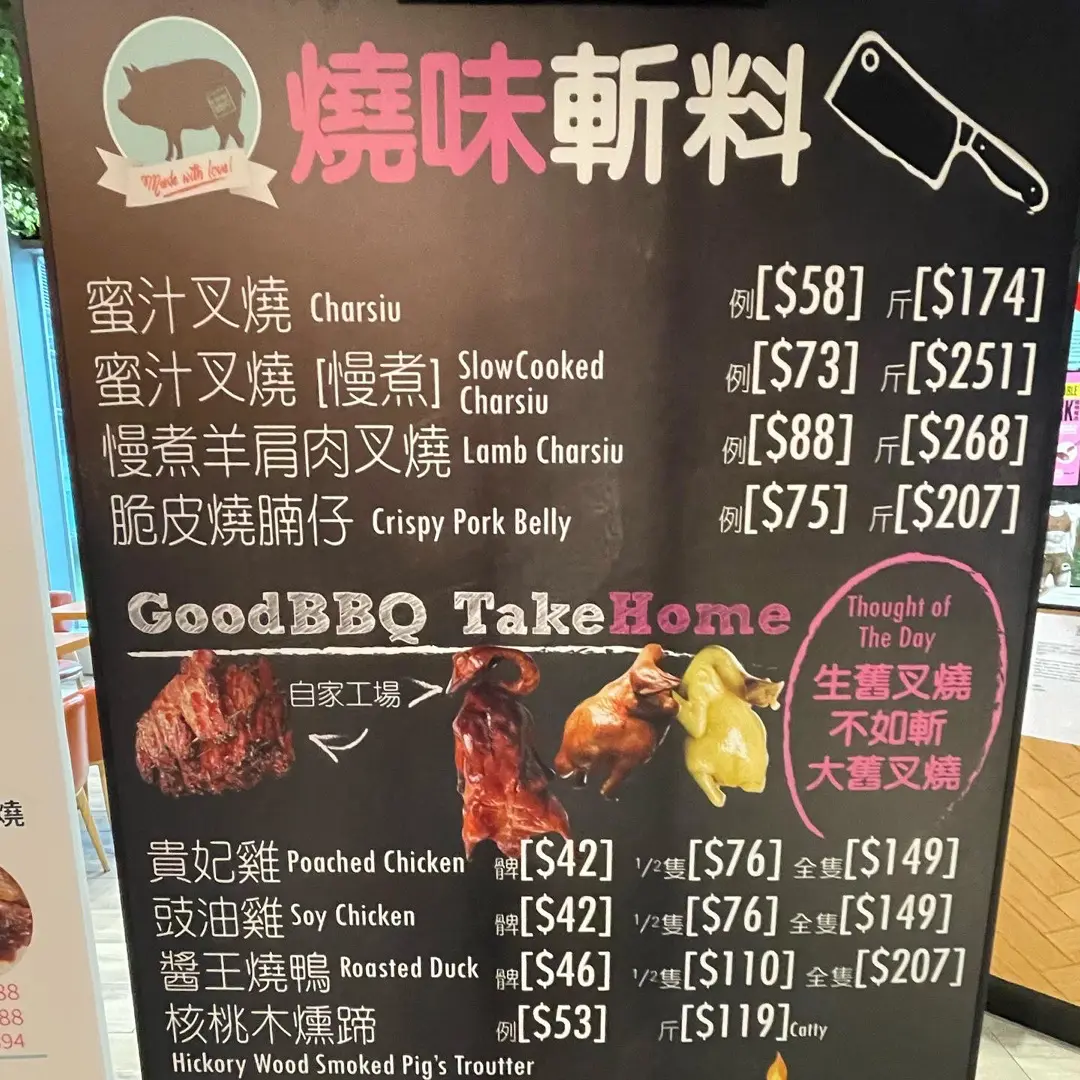 燒味斬料
Made with love!
蜜汁叉燒 Charsiu 例[$58] 斤[$174]
蜜汁叉燒 [慢煮] SlowCooked Charsiu 例[$73] 斤[$251]
慢煮羊肩肉叉燒 Lamb Charsiu 例[$88] 斤[$268]
脆皮燒腩仔 Crispy Pork Belly 例[$75] 斤[$207]
GoodBBQ TakeHome
自家工場
Thought of
The Day
生舊叉燒
不如斬
大舊叉燒
貴妃雞 Poached Chicken 髀[$42] 1/2隻[$76] 全隻[$149]
豉油雞 Soy Chicken 髀[$42] 1/2隻[$76] 全隻[$149]
醬王燒鴨 Roasted Duck 髀[$46] 1/2隻[$110] 全隻[$207]
核桃木燻蹄 例[$53] 斤[$119]Catty
Hickory Wood Smoked Pig's Troutter
燒
88
88
94